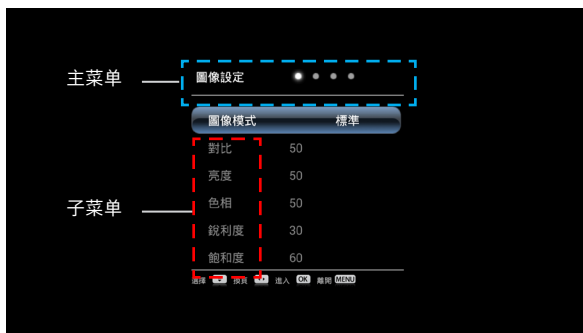 主菜单
圖像設定
圖像模式 標準
對比 50
亮度 50
子菜单
色相 50
銳利度 30
飽和度 60
選擇 換頁 進入 OK 離開 MENU